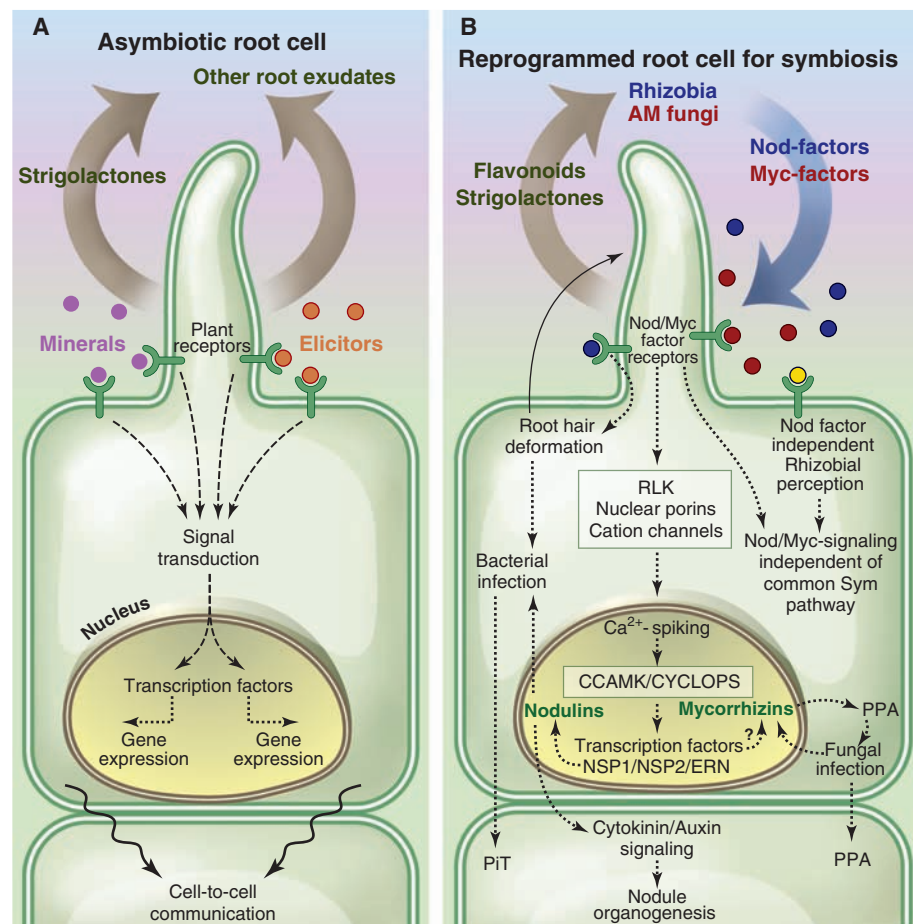 A
Asymbiotic root cell
Other root exudates
Strigolactones
Minerals
Plant
receptors
Elicitors
Signal
transduction
Nucleus
Transcription factors
Gene
expression
Gene
expression
Cell-to-cell
communication
B
Reprogrammed root cell for symbiosis
Rhizobia
AM fungi
Nod-factors
Myc-factors
Flavonoids
Strigolactones
Nod/Myc
factor
receptors
Root hair
deformation
Nod factor
independent
Rhizobial
perception
RLK
Nuclear porins
Cation channels
Bacterial
infection
Nod/Myc-signaling
independent of
common Sym
pathway
Ca2+- spiking
CCAMK/CYCLOPS
Nodulins
Mycorrhizins
PPA
?
Transcription factors
NSP1/NSP2/ERN
Fungal
infection
Cytokinin/Auxin
signaling
PiT
PPA
Nodule
organogenesis